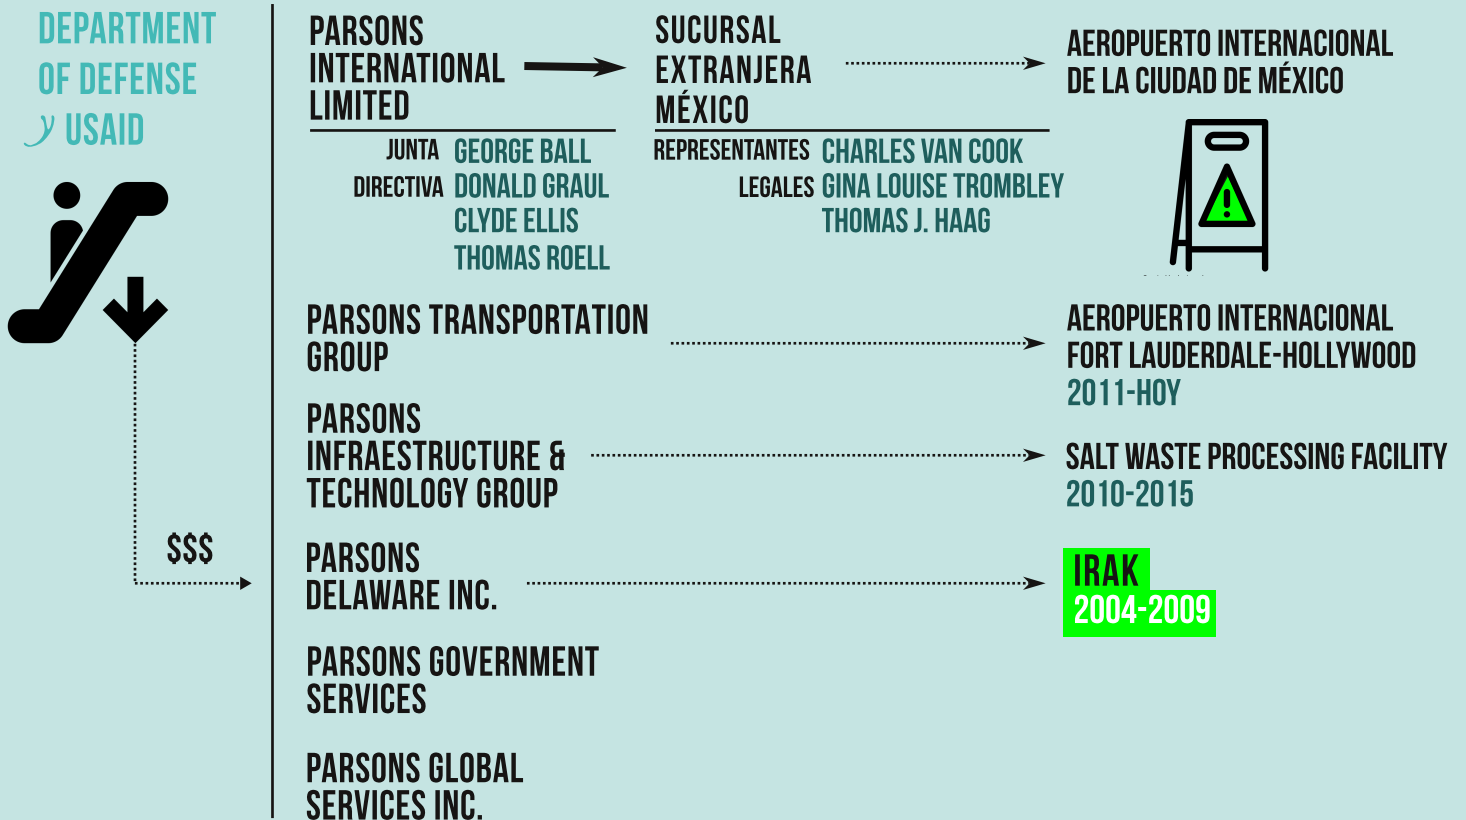 DEPARTMENT
OF DEFENSE
y USAID
$$$
PARSONS
INTERNATIONAL
LIMITED
JUNTA
DIRECTIVA
GEORGE BALL
DONALD GRAUL
CLYDE ELLIS
THOMAS ROELL
SUCURSAL
EXTRANJERA
MÉXICO
REPRESENTANTES
LEGALES
CHARLES VAN COOK
GINA LOUISE TROMBLEY
THOMAS J. HAAG
AEROPUERTO INTERNACIONAL
DE LA CIUDAD DE MÉXICO
PARSONS TRANSPORTATION
GROUP
AEROPUERTO INTERNACIONAL
FORT LAUDERDALE-HOLLYWOOD
2011-HOY
PARSONS
INFRAESTRUCTURE &
TECHNOLOGY GROUP
SALT WASTE PROCESSING FACILITY
2010-2015
PARSONS
DELAWARE INC.
IRAK
2004-2009
PARSONS GOVERNMENT
SERVICES
PARSONS GLOBAL
SERVICES INC.